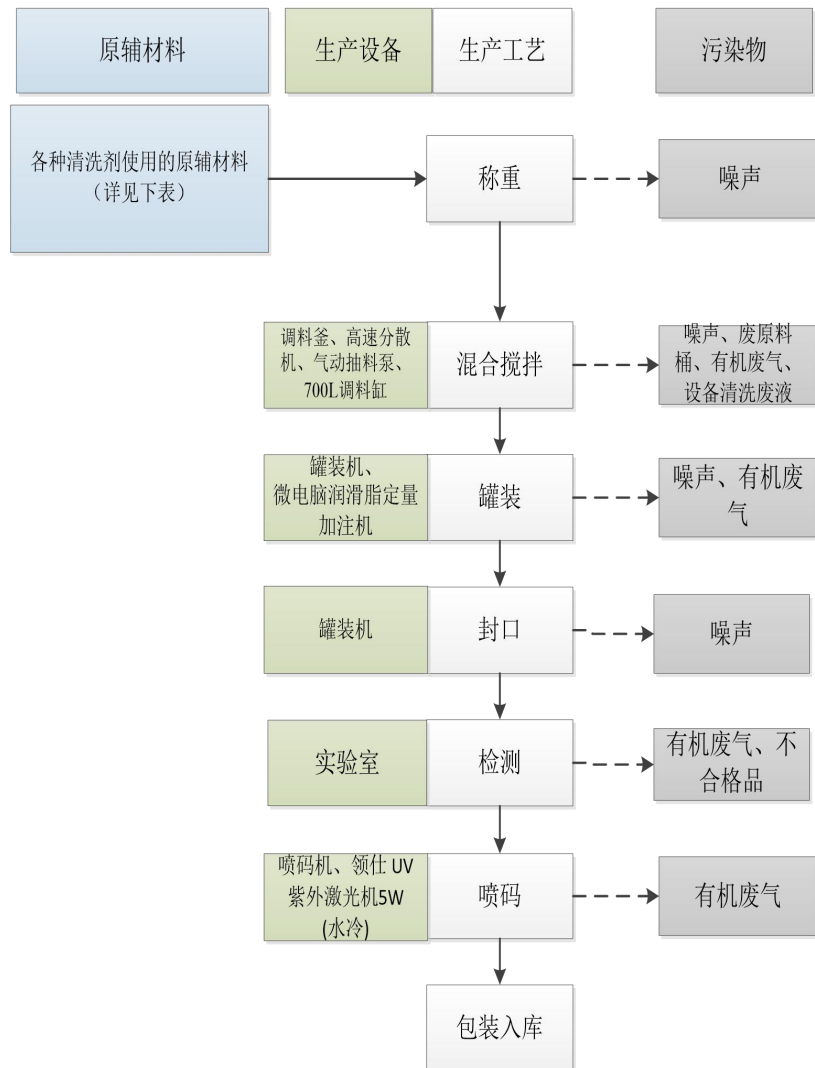 原辅材料
生产设备
生产工艺
污染物
各种清洗剂使用的原辅材料
（详见下表）
称重
噪声
调料釜、高速分散
机、气动抽料泵、
700L调料缸
混合搅拌
噪声、废原料
桶、有机废气、
设备清洗废液
罐装机、
微电脑润滑脂定量
加注机
罐装
噪声、有机废
气
罐装机
封口
噪声
实验室
检测
有机废气、不
合格品
喷码机、领仕 UV
紫外激光机5W
(水冷)
喷码
有机废气
包装入库